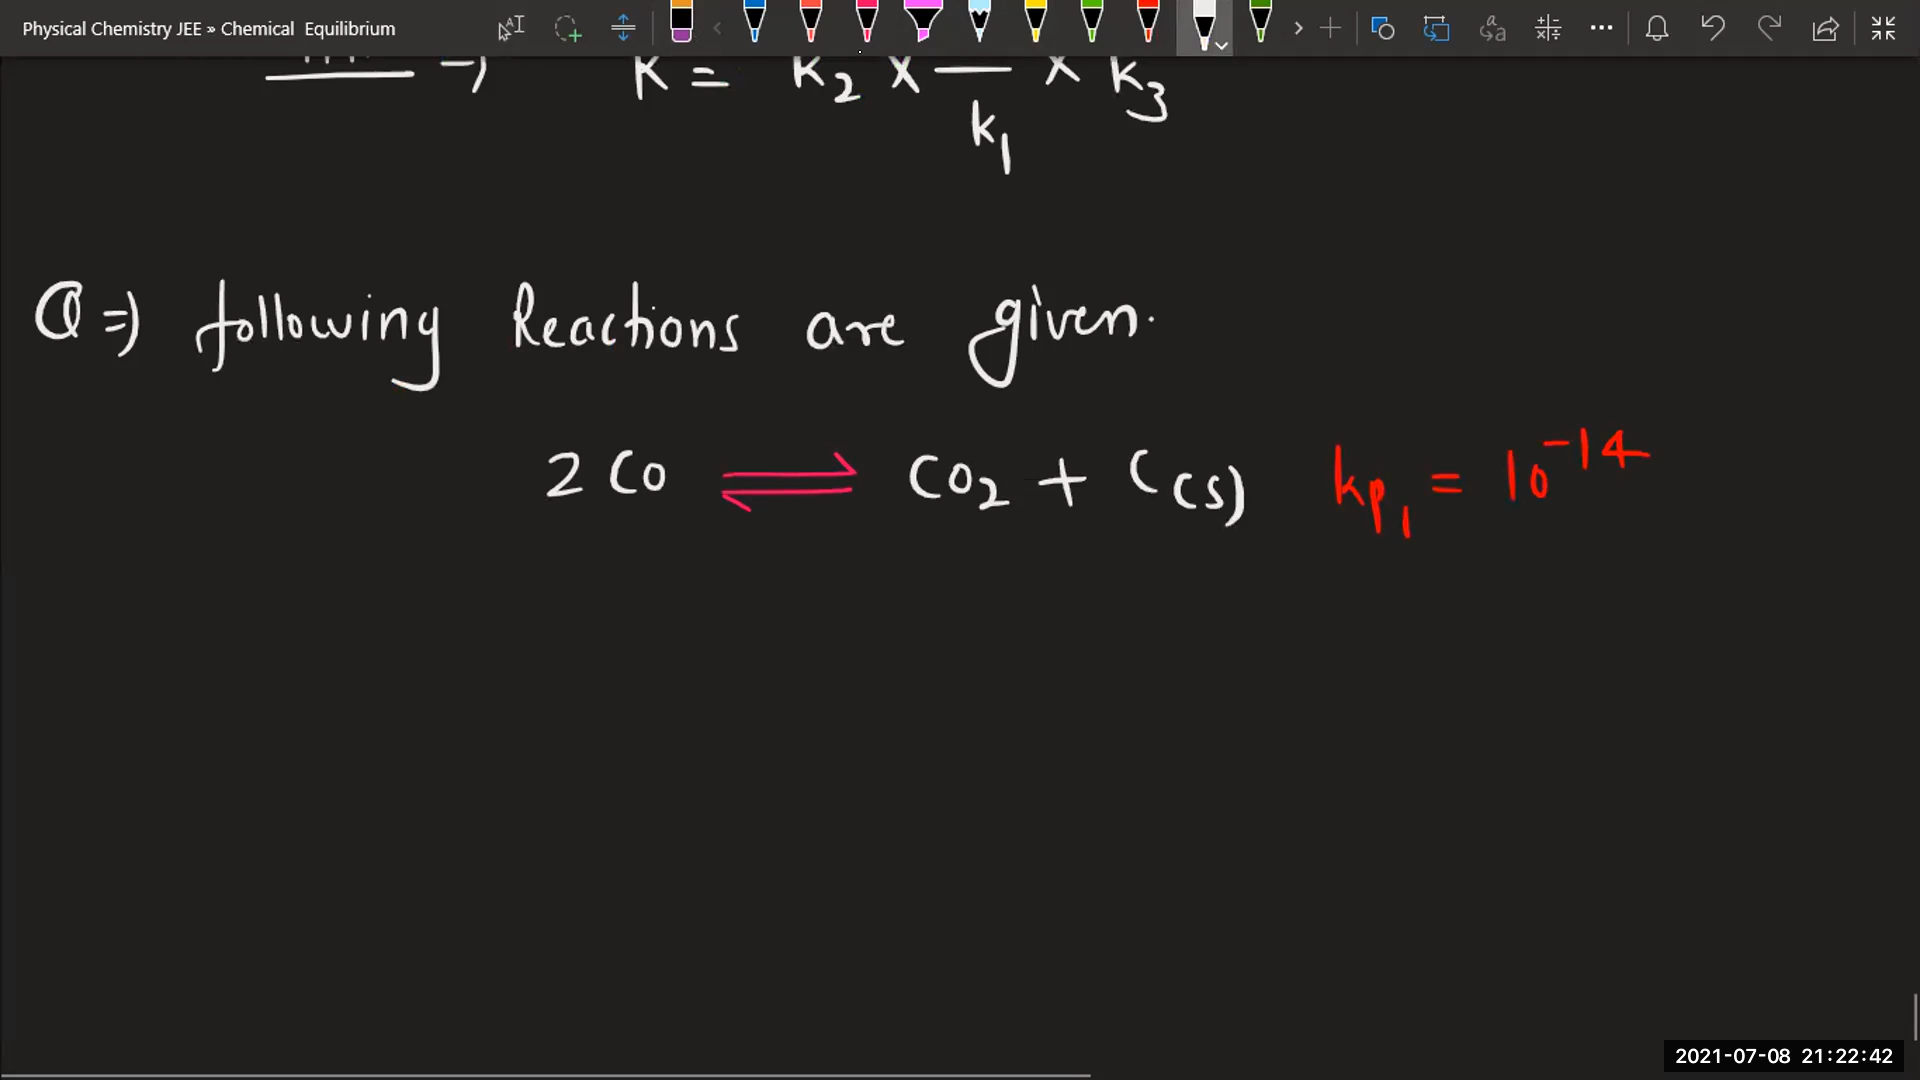 Physical Chemistry JEE » Chemical Equilibrium
K = K₂ × — × K₃
K₁
Q ⇒ following Reactions are given.
2 CO ⇌ CO₂ + C(s) kp₁ = 10⁻¹⁴
2021-07-08 21:22:42